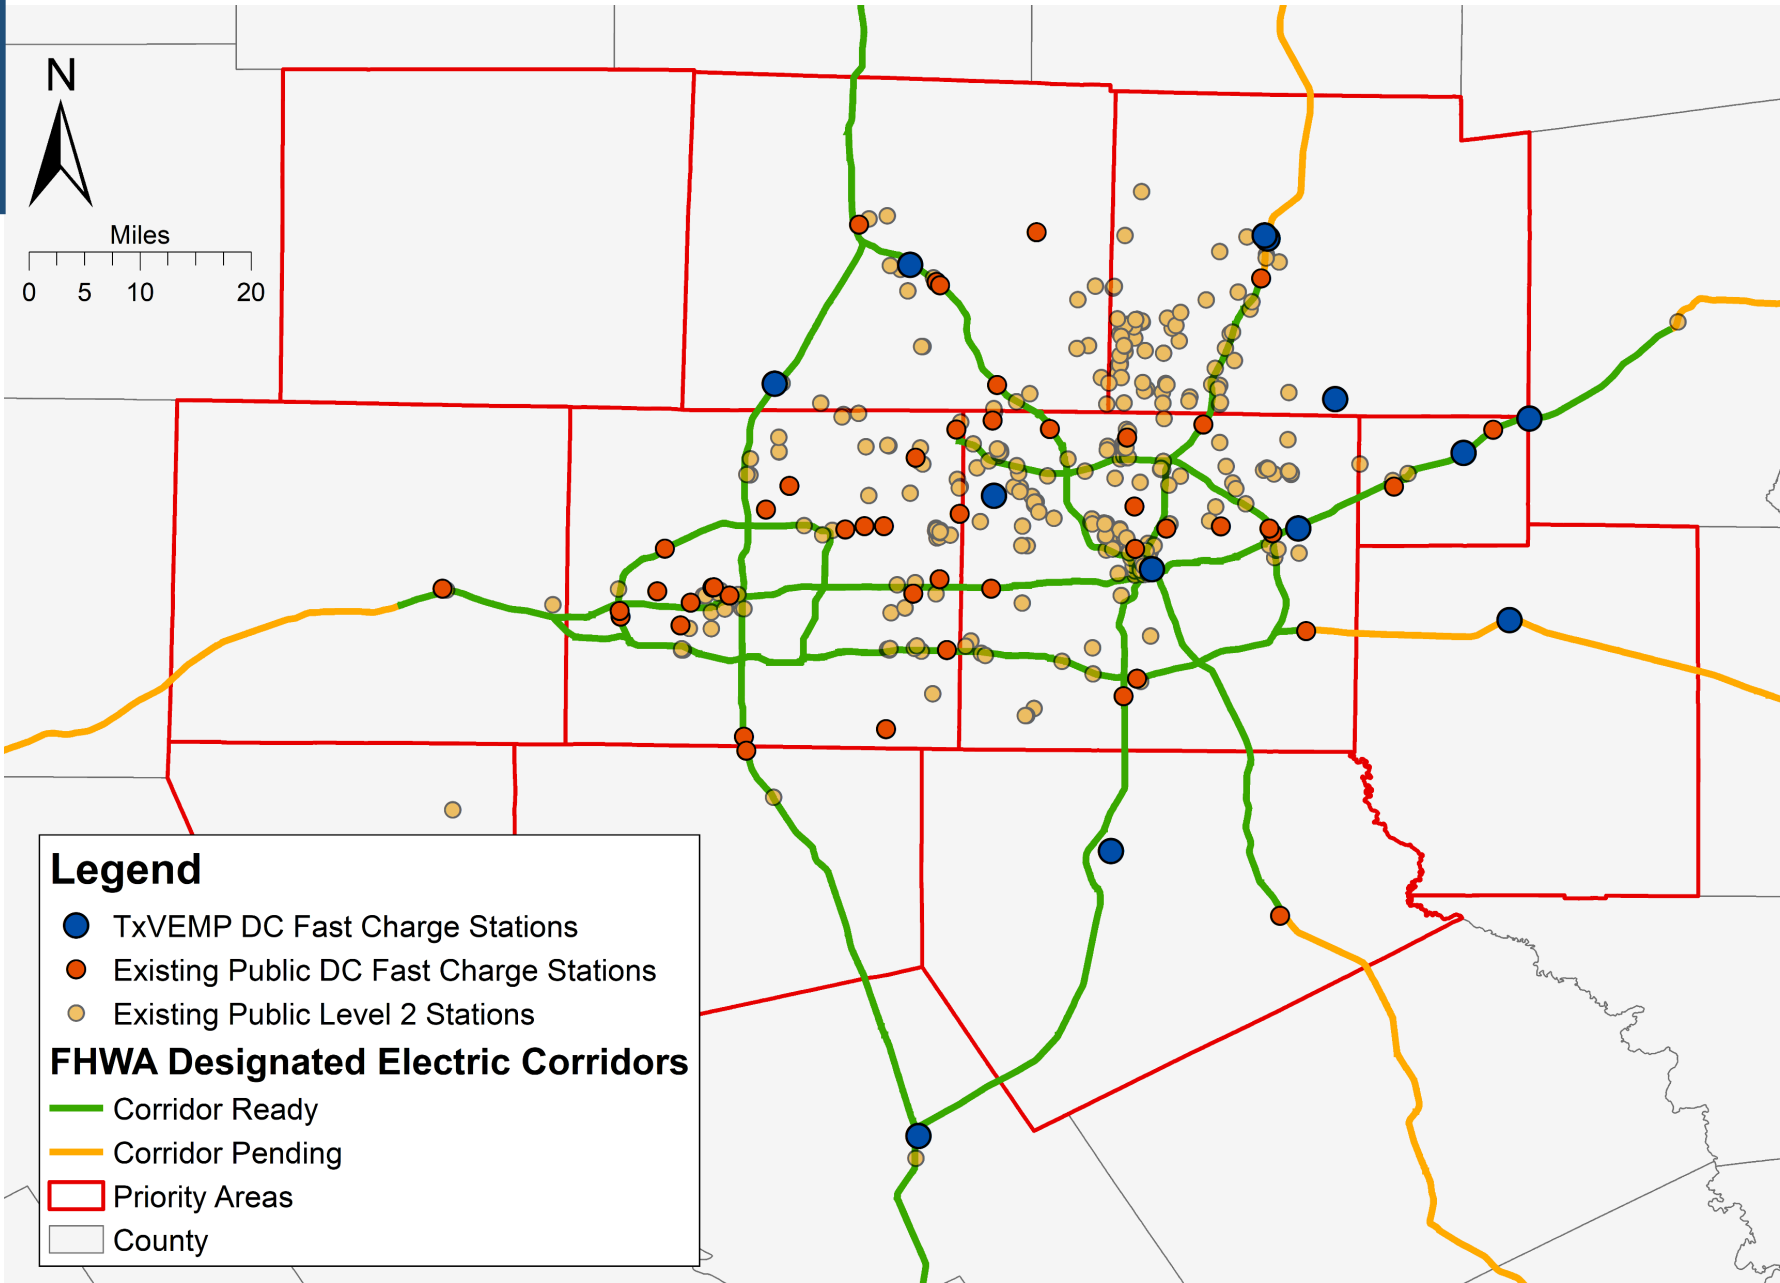 N
Miles
0 5 10 20
Legend
TxVEMP DC Fast Charge Stations
Existing Public DC Fast Charge Stations
Existing Public Level 2 Stations
FHWA Designated Electric Corridors
Corridor Ready
Corridor Pending
Priority Areas
County